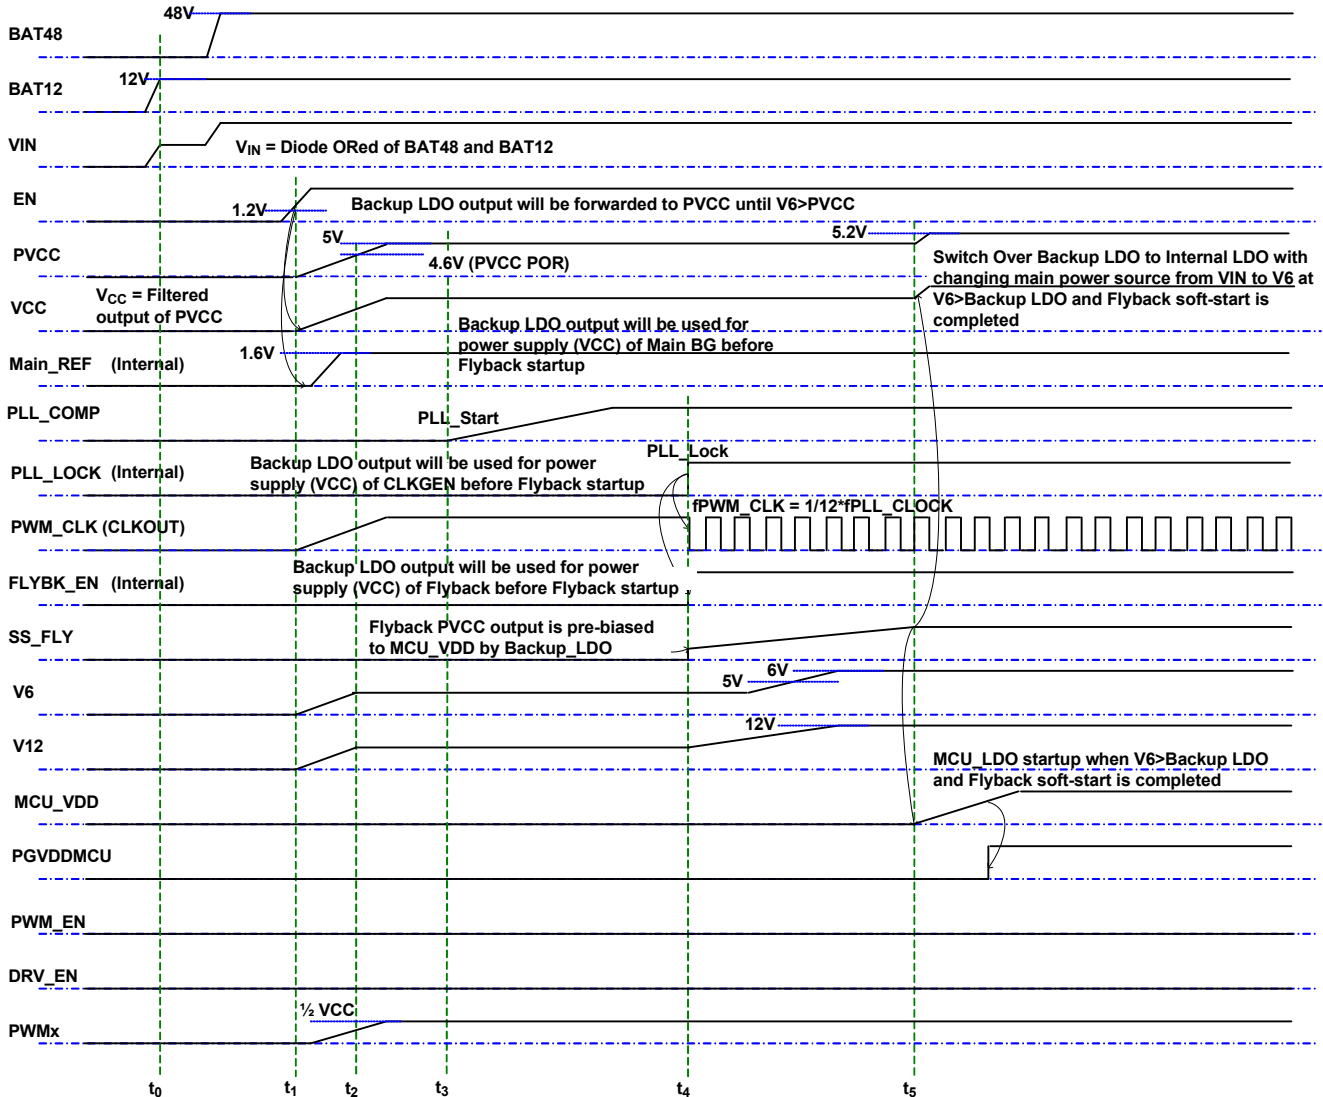 48V
BAT48
12V
BAT12
VIN
V_IN = Diode ORed of BAT48 and BAT12
EN
1.2V
Backup LDO output will be forwarded to PVCC until V6>PVCC
5V
5.2V
PVCC
4.6V (PVCC POR)
Switch Over Backup LDO to Internal LDO with
changing main power source from VIN to V6 at
V6>Backup LDO and Flyback soft-start is
completed
V_CC = Filtered
output of PVCC
VCC
Backup LDO output will be used for
power supply (VCC) of Main BG before
Flyback startup
1.6V
Main_REF (Internal)
PLL_COMP
PLL_Start
PLL_Lock
PLL_LOCK (Internal)
Backup LDO output will be used for power
supply (VCC) of CLKGEN before Flyback startup
fPWM_CLK = 1/12*fPLL_CLOCK
PWM_CLK (CLKOUT)
Backup LDO output will be used for power
supply (VCC) of Flyback before Flyback startup
FLYBK_EN (Internal)
SS_FLY
Flyback PVCC output is pre-biased
to MCU_VDD by Backup_LDO
V6
5V
6V
V12
12V
MCU_LDO startup when V6>Backup LDO
and Flyback soft-start is completed
MCU_VDD
PGVDDMCU
PWM_EN
DRV_EN
½ VCC
PWMx
t0 t1 t2 t3 t4 t5